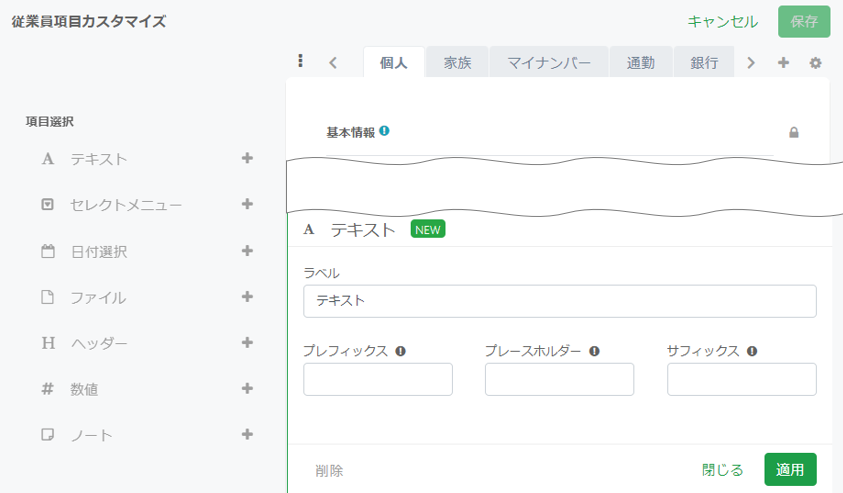 従業員項目カスタマイズ
キャンセル
保存
個人
家族
マイナンバー
通勤
銀行
項目選択
テキスト
セレクトメニュー
日付選択
ファイル
H ヘッダー
# 数値
ノート
基本情報
A テキスト NEW
ラベル
テキスト
プレフィックス
プレースホルダー
サフィックス
削除
閉じる
適用